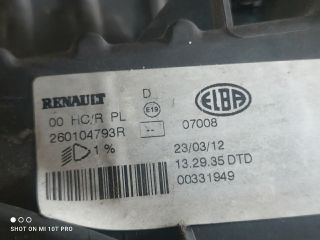 RENAULT D ELBA
00 HC/R PL E19 07008
260104793R --
1 % 23/03/12
13.29.35 DTD
00331949
SHOT ON MI 10T PRO